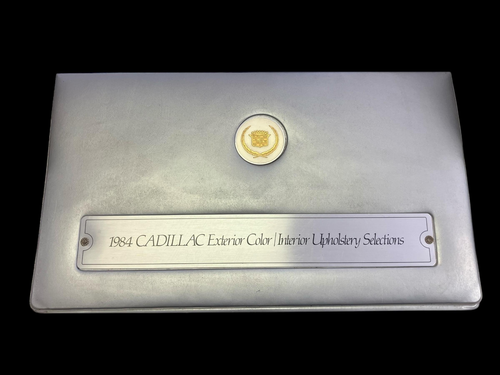 1984 CADILLAC Exterior Color | Interior Upholstery Selections